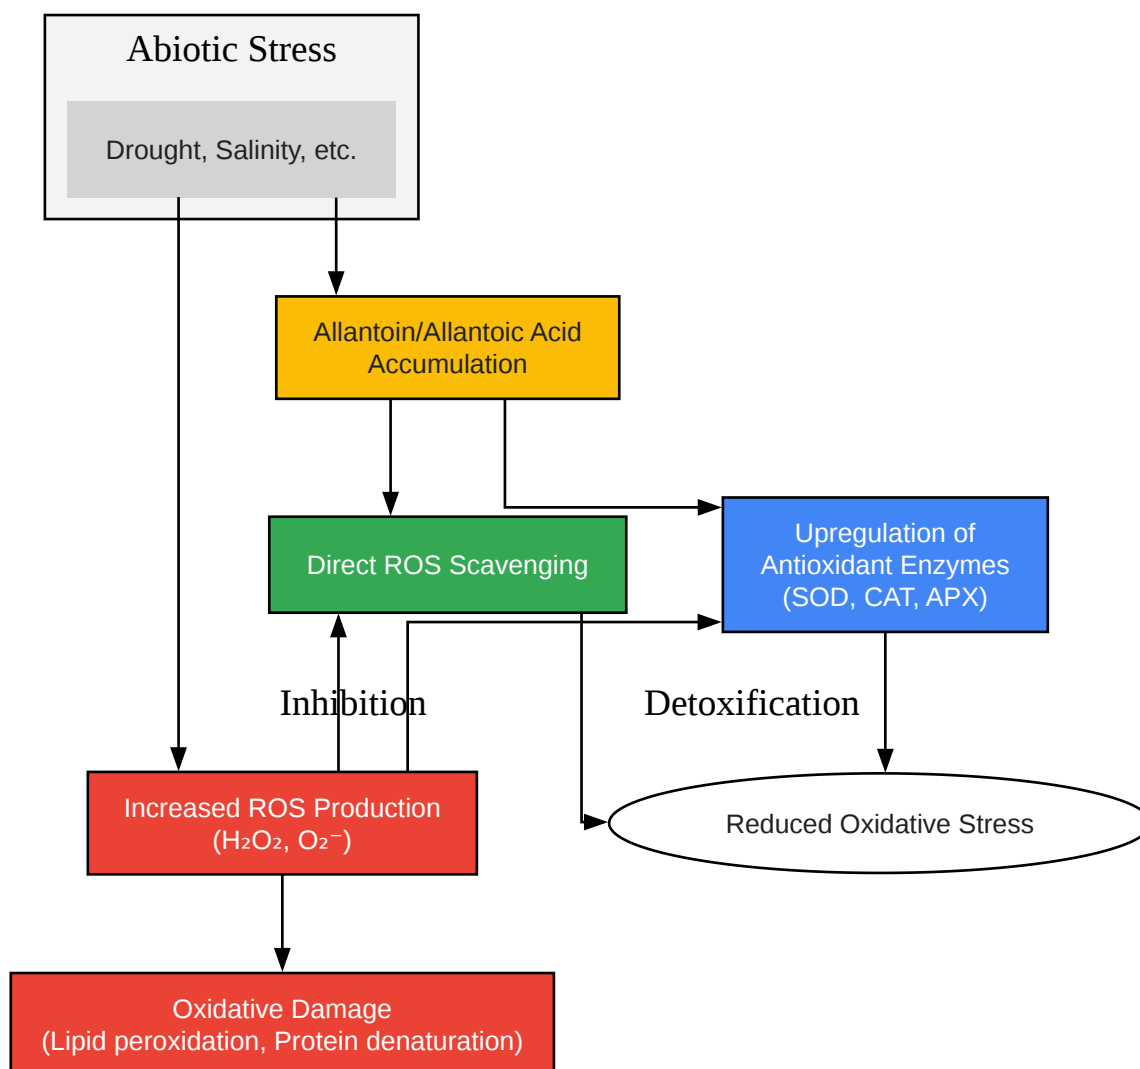 Abiotic Stress
Drought, Salinity, etc.
Allantoin/Allantoic Acid
Accumulation
Direct ROS Scavenging
Upregulation of
Antioxidant Enzymes
(SOD, CAT, APX)
Inhibition
Detoxification
Increased ROS Production
(H₂O₂, O₂⁻)
Reduced Oxidative Stress
Oxidative Damage
(Lipid peroxidation, Protein denaturation)